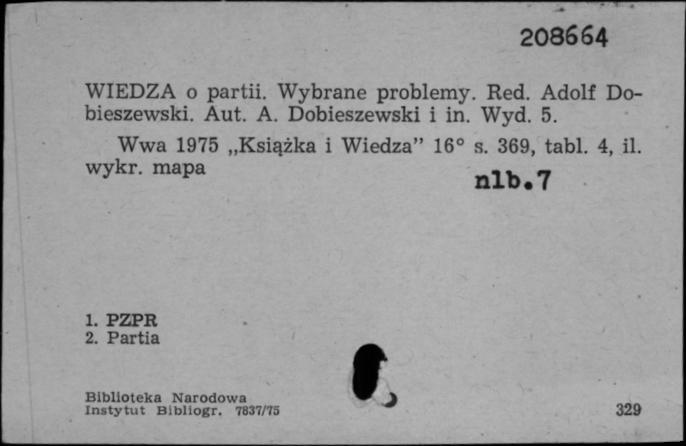 208664
WIEDZA o partii. Wybrane problemy. Red. Adolf Do-
bieszewski. Aut. A. Dobieszewski i in. Wyd. 5.
Wwa 1975 „Książka i Wiedza” 16° s. 369, tabl. 4, il.
wykr. mapa
nlb.7
1. PZPR
2. Partia
Biblioteka Narodowa
Instytut Bibliogr. 7837/75
329